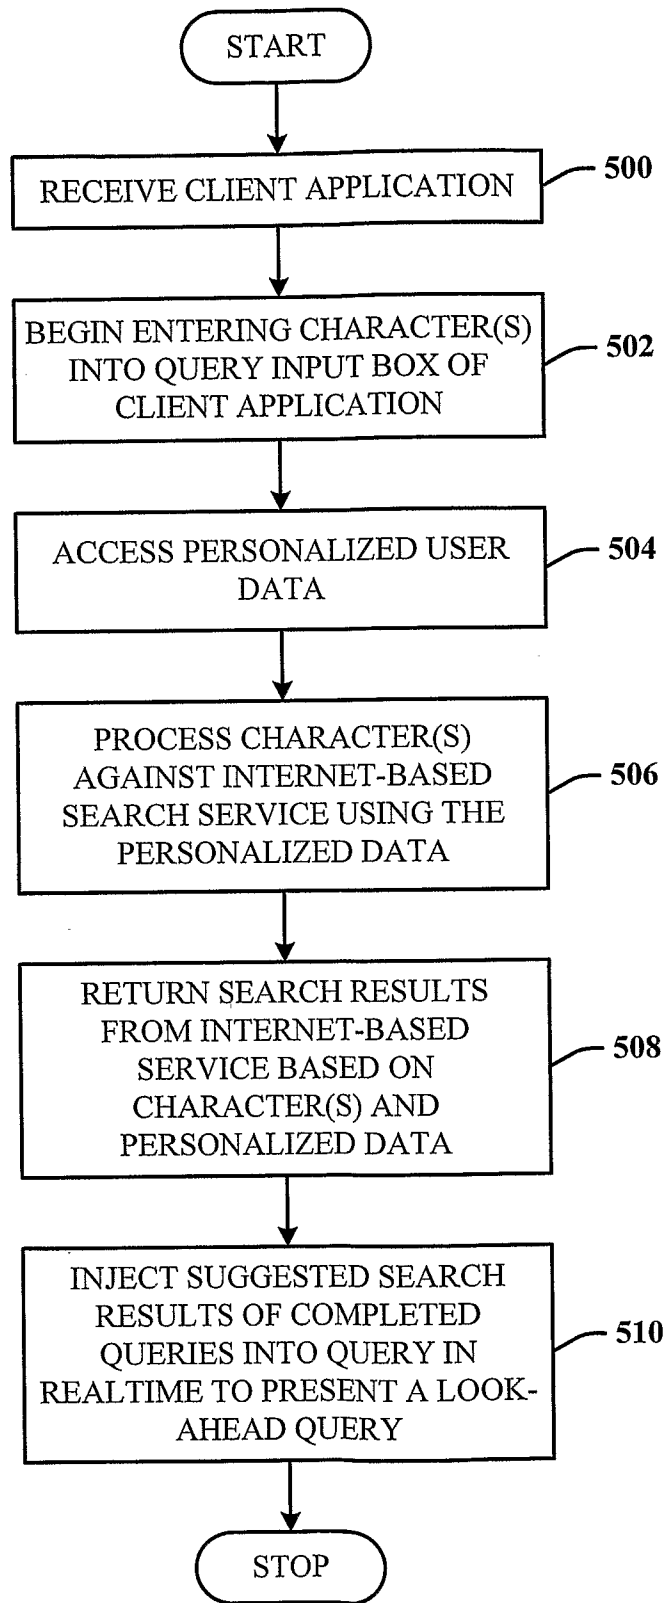 START
RECEIVE CLIENT APPLICATION
500
BEGIN ENTERING CHARACTER(S)
INTO QUERY INPUT BOX OF
CLIENT APPLICATION
502
ACCESS PERSONALIZED USER
DATA
504
PROCESS CHARACTER(S)
AGAINST INTERNET-BASED
SEARCH SERVICE USING THE
PERSONALIZED DATA
506
RETURN SEARCH RESULTS
FROM INTERNET-BASED
SERVICE BASED ON
CHARACTER(S) AND
PERSONALIZED DATA
508
INJECT SUGGESTED SEARCH
RESULTS OF COMPLETED
QUERIES INTO QUERY IN
REALTIME TO PRESENT A LOOK-
AHEAD QUERY
510
STOP